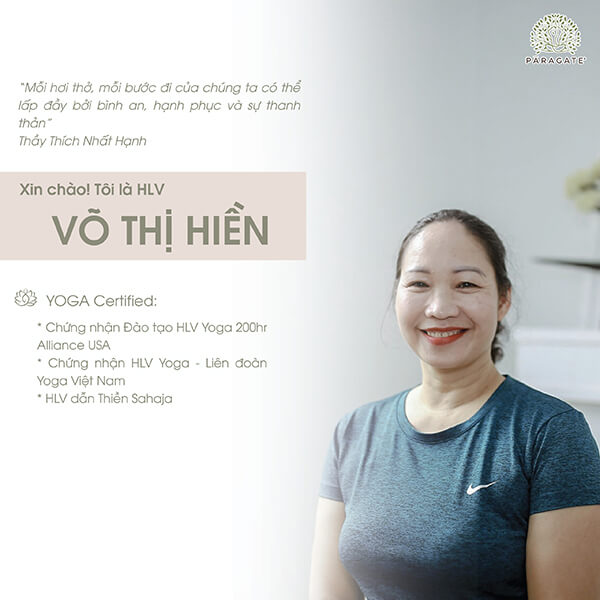 PARAGATE
"Mỗi hơi thở, mỗi bước đi của chúng ta có thể
lấp đầy bởi bình an, hạnh phục và sự thanh
thản"
Thầy Thích Nhất Hạnh
Xin chào! Tôi là HLV
VÕ THỊ HIỀN
YOGA Certified:
* Chứng nhận Đào tạo HLV Yoga 200hr
Alliance USA
* Chứng nhận HLV Yoga - Liên đoàn
Yoga Việt Nam
* HLV dẫn Thiền Sahaja